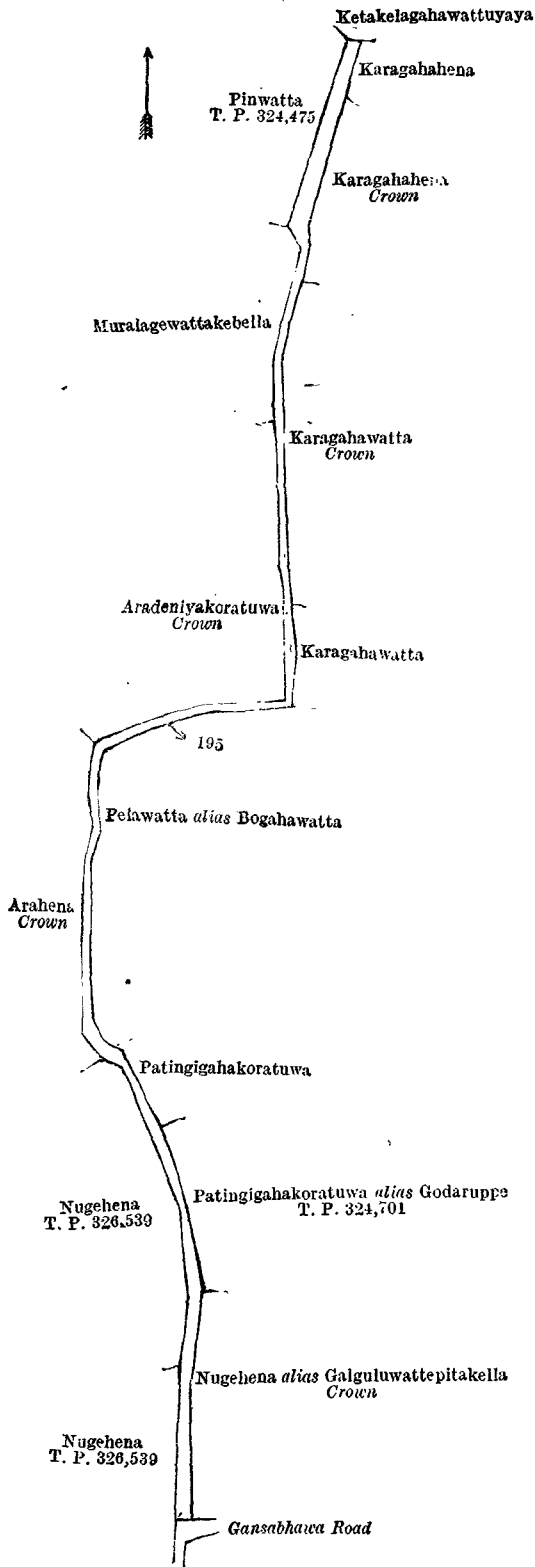 Ketakelagahawattuyaya
Karagahahena
Pinwatta
T. P. 324,475
Karagahahena
Crown
Muralagewattakebella
Karagahawatta
Crown
Aradeniyakoratuwa
Crown
Karagahawatta
195
Pelawatta alias Bogahawatta
Arahena
Crown
Patingigahakoratuwa
Patingigahakoratuwa alias Godaruppe
T. P. 324,701
Nugehena
T. P. 326,539
Nugehena alias Galguluwattepitakella
Crown
Nugehena
T. P. 326,539
Gansabhawa Road